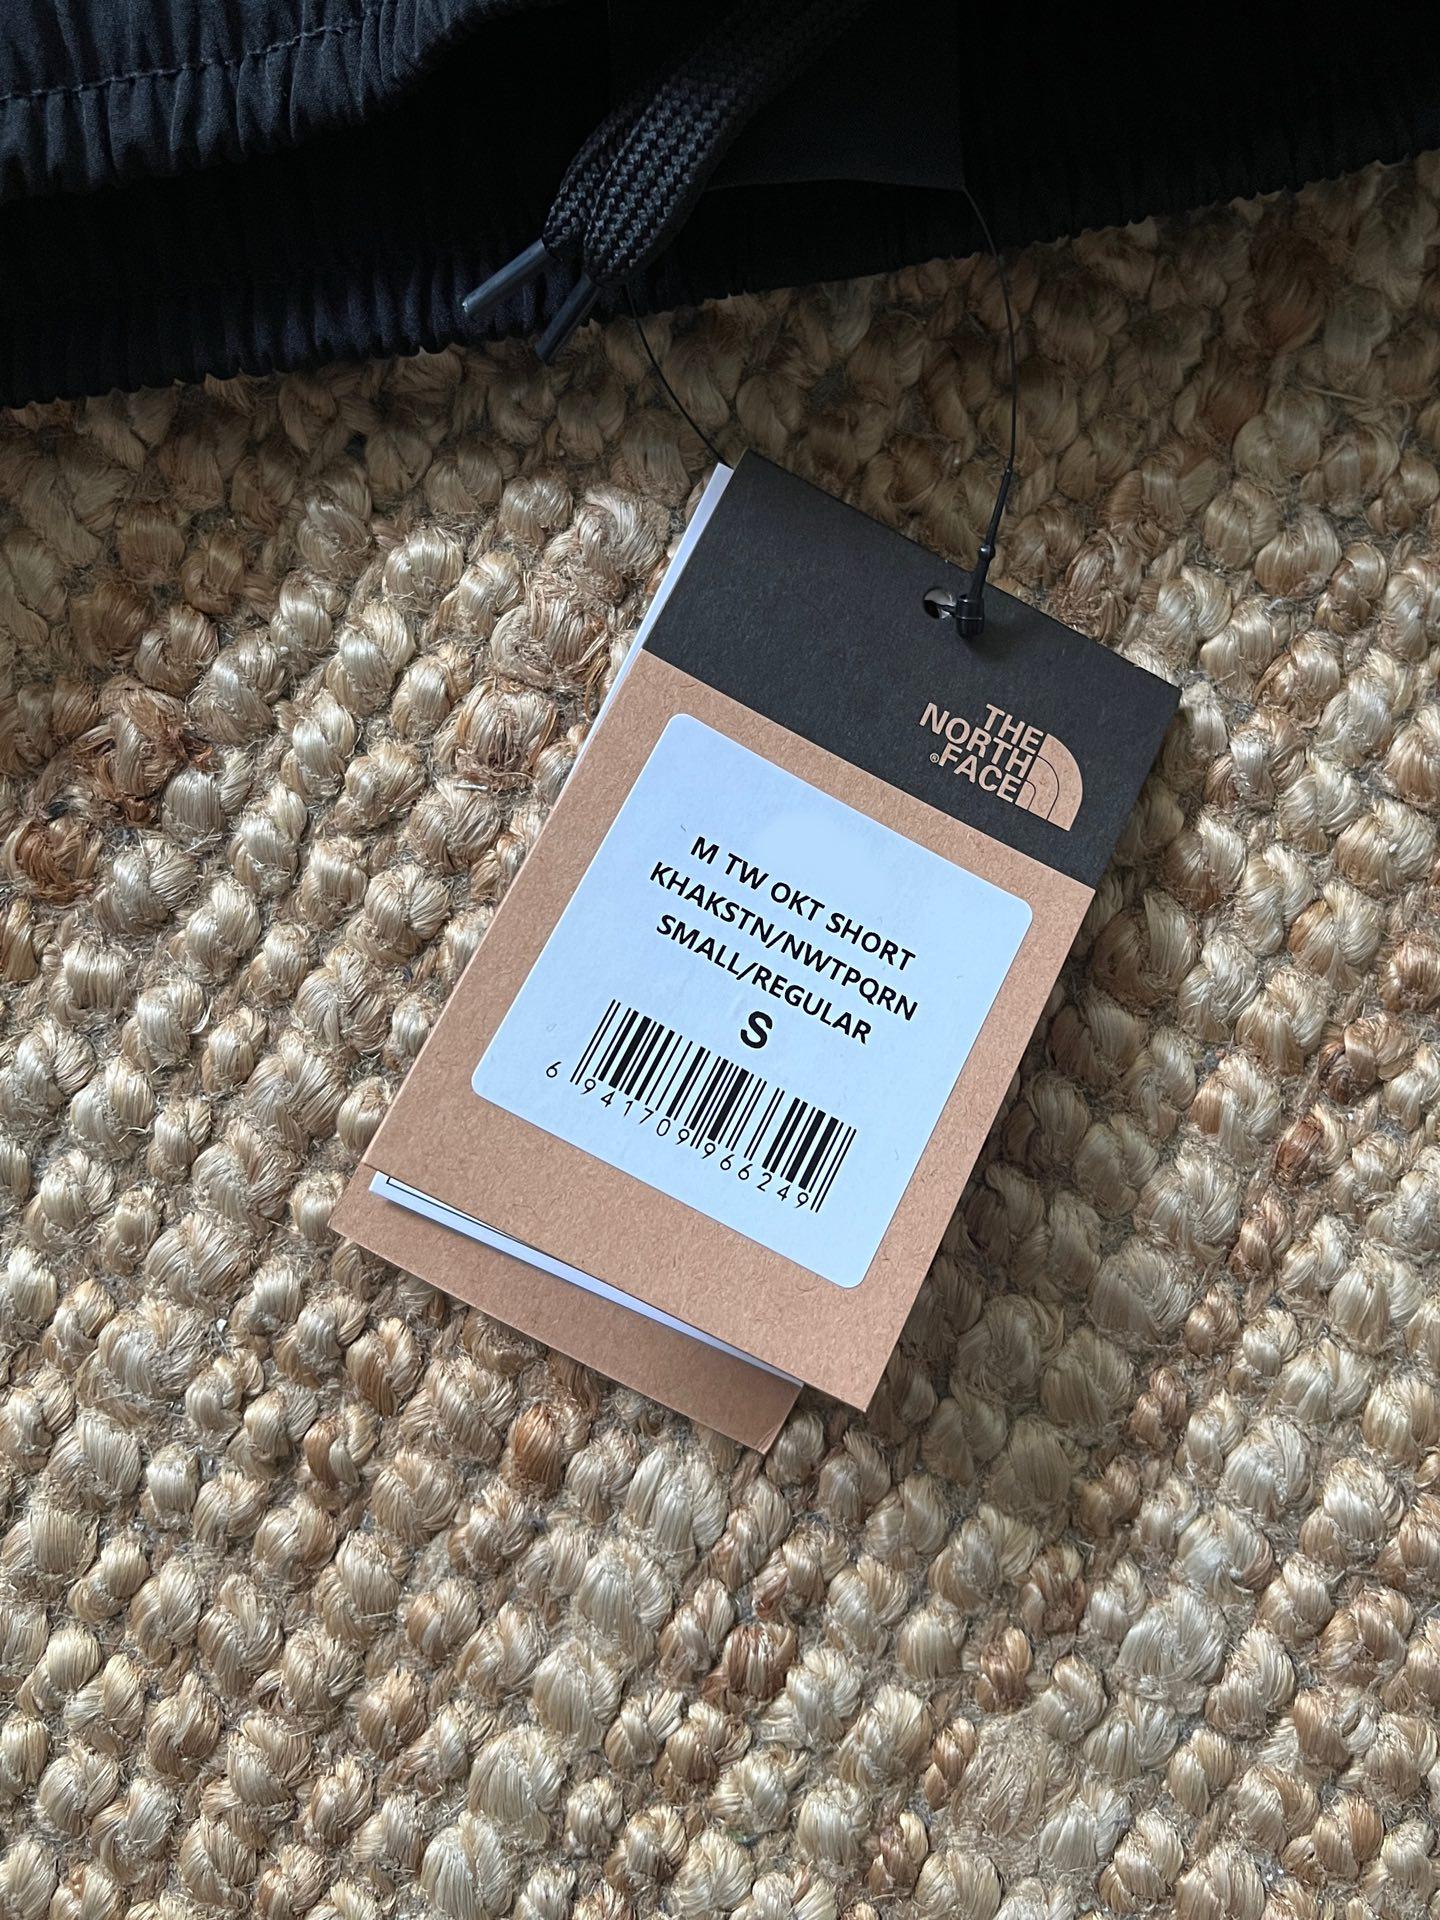 THE
NORTH
FACE
®
M TW OKT SHORT
KHAKSTN/NWTPQRN
SMALL/REGULAR
S
6 941709 966249